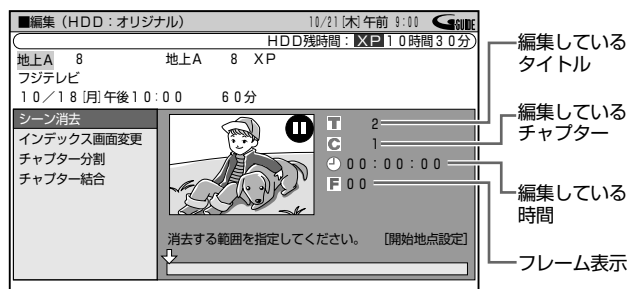 ■編集(HDD:オリジナル) 10/21[木]午前 9:00 GGUIDE
HDD残時間:XP10時間30分
地上A 8 地上A 8 XP
フジテレビ
10/18[月]午後10:00 60分
シーン消去
インデックス画面変更
チャプター分割
チャプター結合
T 2
C 1
00:00:00
F 00
消去する範囲を指定してください。 [開始地点設定]
編集している
タイトル
編集している
チャプター
編集している
時間
フレーム表示